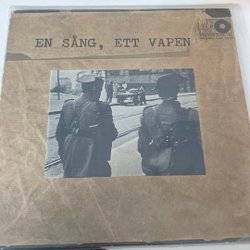 EN SÅNG, ETT VAPEN